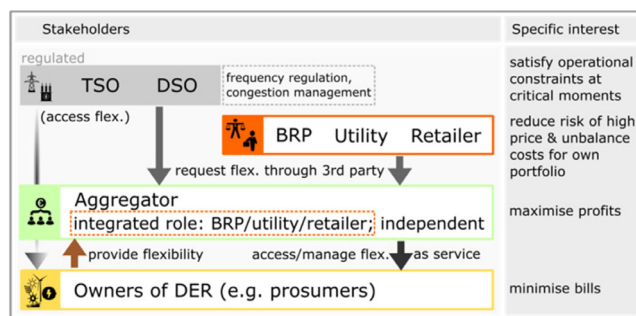 Stakeholders
Specific interest
regulated
TSO DSO
frequency regulation,
congestion management
satisfy operational
constraints at
critical moments
(access flex.)
BRP Utility Retailer
reduce risk of high
price & unbalance
costs for own
portfolio
request flex. through 3rd party
Aggregator
integrated role: BRP/utility/retailer; independent
maximise profits
provide flexibility
access/manage flex. as service
Owners of DER (e.g. prosumers)
minimise bills